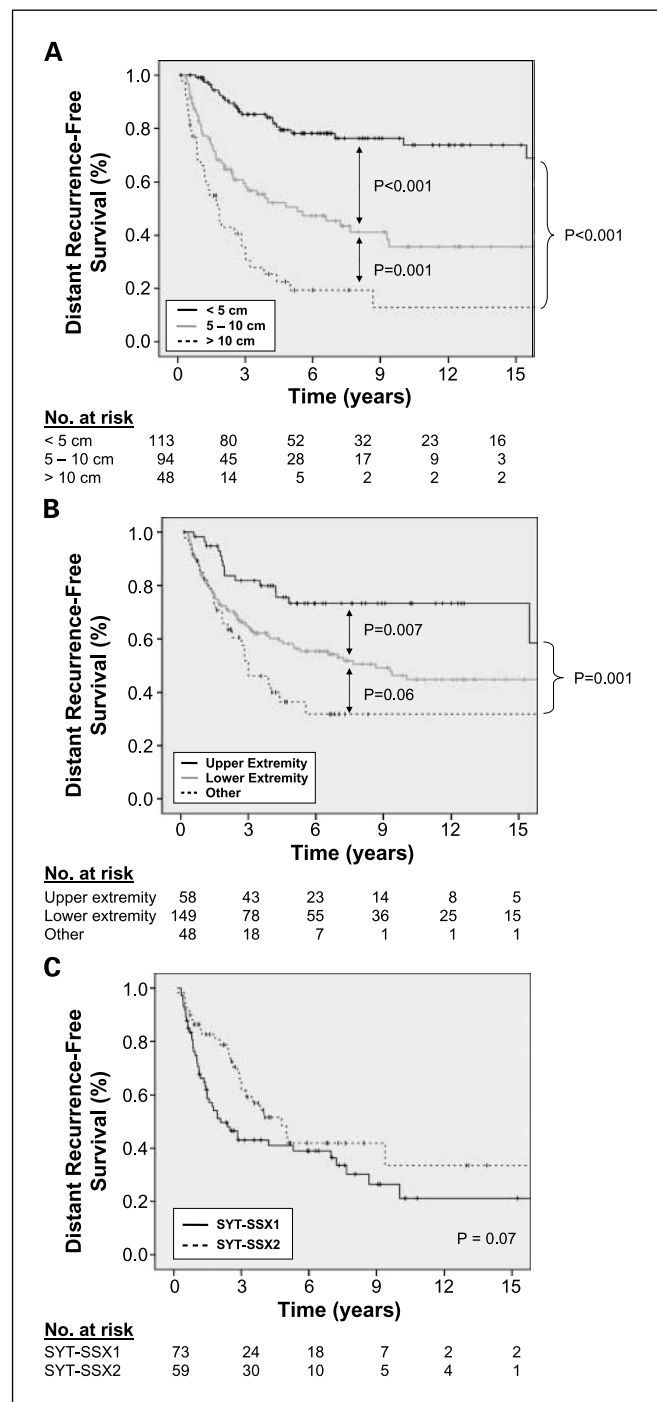 A
Distant Recurrence-Free
Survival (%)
1.0
0.8
0.6
0.4
0.2
0.0
P<0.001
P=0.001
P<0.001
< 5 cm
5 – 10 cm
> 10 cm
0 3 6 9 12 15
Time (years)
No. at risk
< 5 cm 113 80 52 32 23 16
5 – 10 cm 94 45 28 17 9 3
> 10 cm 48 14 5 2 2 2
B
Distant Recurrence-Free
Survival (%)
1.0
0.8
0.6
0.4
0.2
0.0
P=0.007
P=0.06
P=0.001
Upper Extremity
Lower Extremity
Other
0 3 6 9 12 15
Time (years)
No. at risk
Upper extremity 58 43 23 14 8 5
Lower extremity 149 78 55 36 25 15
Other 48 18 7 1 1 1
C
Distant Recurrence-Free
Survival (%)
1.0
0.8
0.6
0.4
0.2
0.0
SYT-SSX1
SYT-SSX2
P = 0.07
0 3 6 9 12 15
Time (years)
No. at risk
SYT-SSX1 73 24 18 7 2 2
SYT-SSX2 59 30 10 5 4 1